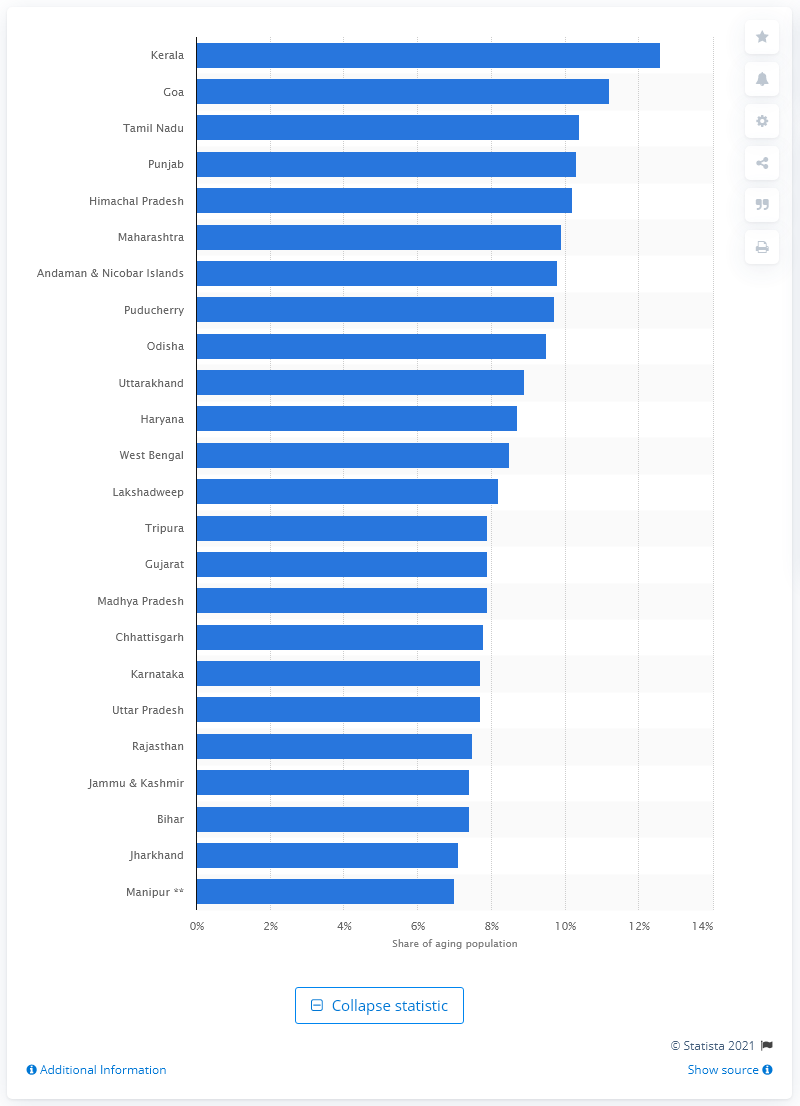 Kerala
Goa
Tamil Nadu
Punjab
Himachal Pradesh
Maharashtra
Andaman & Nicobar Islands
Puducherry
Odisha
Uttarakhand
Haryana
West Bengal
Lakshadweep
Tripura
Gujarat
Madhya Pradesh
Chhattisgarh
Karnataka
Uttar Pradesh
Rajasthan
Jammu & Kashmir
Bihar
Jharkhand
Manipur **
0% 2% 4% 6% 8% 10% 12% 14%
Share of aging population
Collapse statistic
© Statista 2021
Additional Information Show source